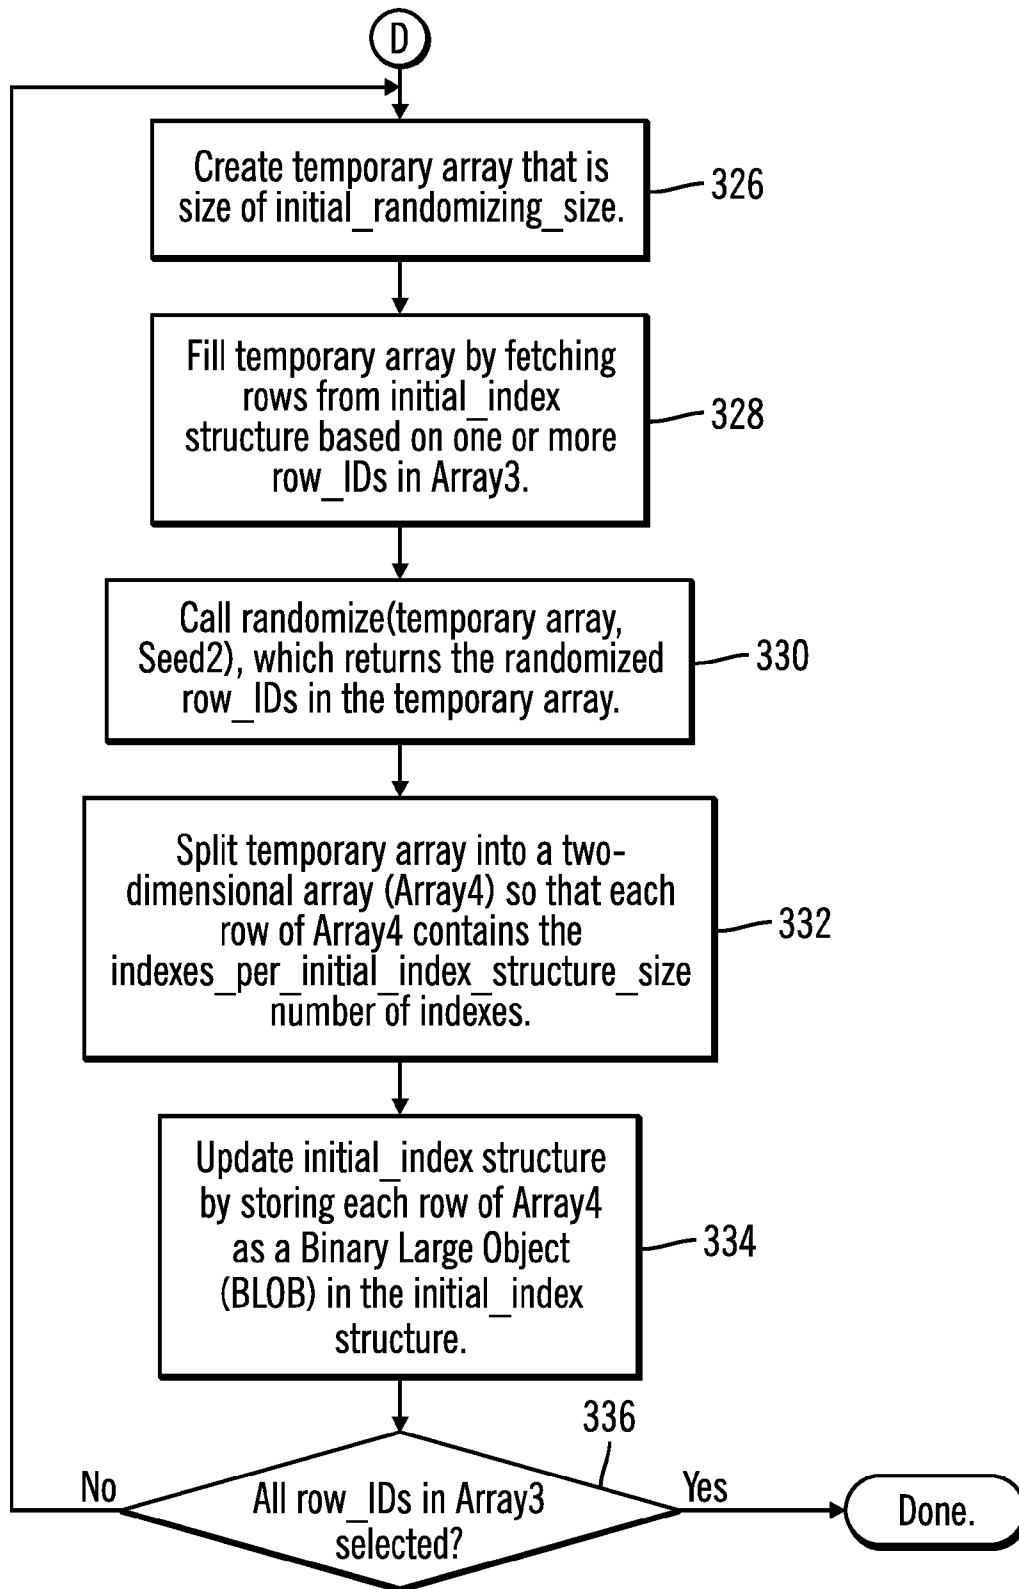 D
Create temporary array that is
size of initial_randomizing_size.
326
Fill temporary array by fetching
rows from initial_index
structure based on one or more
row_IDs in Array3.
328
Call randomize(temporary array,
Seed2), which returns the randomized
row_IDs in the temporary array.
330
Split temporary array into a two-
dimensional array (Array4) so that each
row of Array4 contains the
indexes_per_initial_index_structure_size
number of indexes.
332
Update initial_index structure
by storing each row of Array4
as a Binary Large Object
(BLOB) in the initial_index
structure.
334
336
No
All row_IDs in Array3
selected?
Yes
Done.